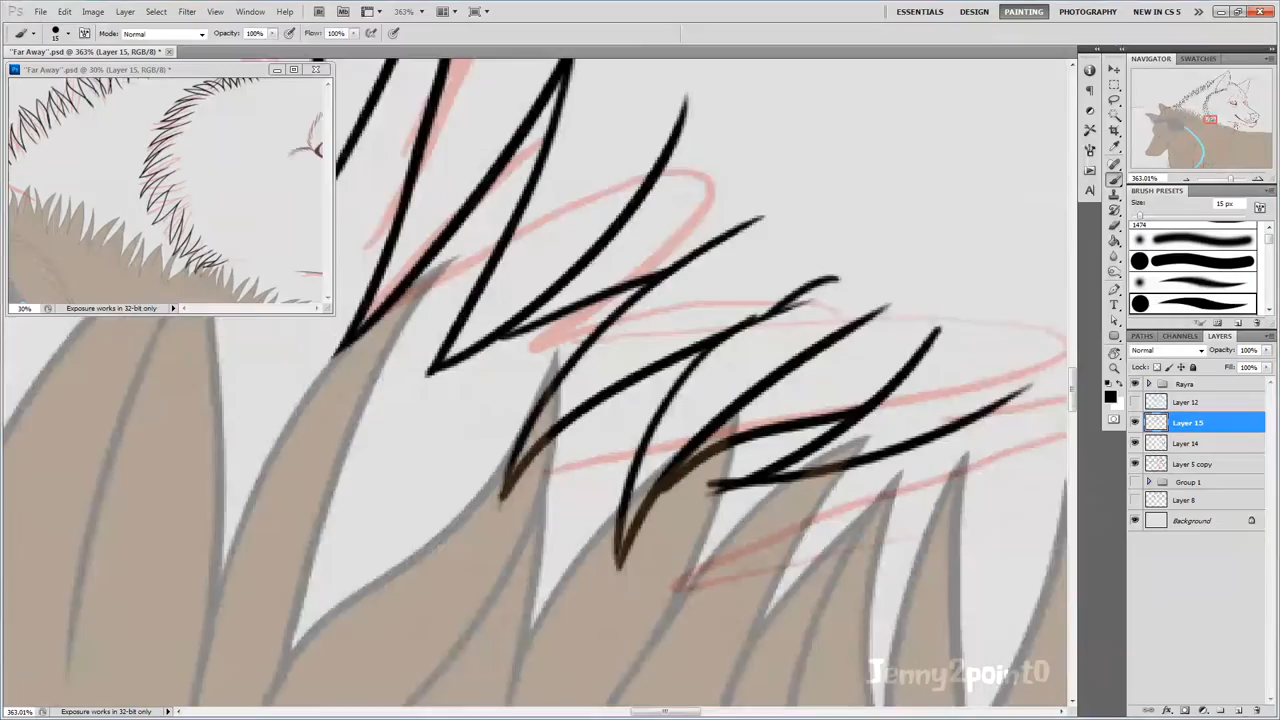 File Edit Image Layer Select Filter Analysis View Window Help 363% ESSENTIALS DESIGN PAINTING PHOTOGRAPHY NEW IN CS 5
15 Mode: Normal Opacity: 100% Flow: 100%
"Far Away".psd @ 363% (Layer 15, RGB/8) *
"Far Away".psd @ 30% (Layer 15, RGB/8) *
30% Exposure works in 32-bit only
NAVIGATOR SWATCHES
363.01%
BRUSH PRESETS
Size: 15 px
1474
PATHS CHANNELS LAYERS
Normal Opacity: 100%
Lock: Fill: 100%
Rayra
Layer 12
Layer 15
Layer 14
Layer 5 copy
Group 1
Layer 8
Background
Jenny2point0
363.01% Exposure works in 32-bit only